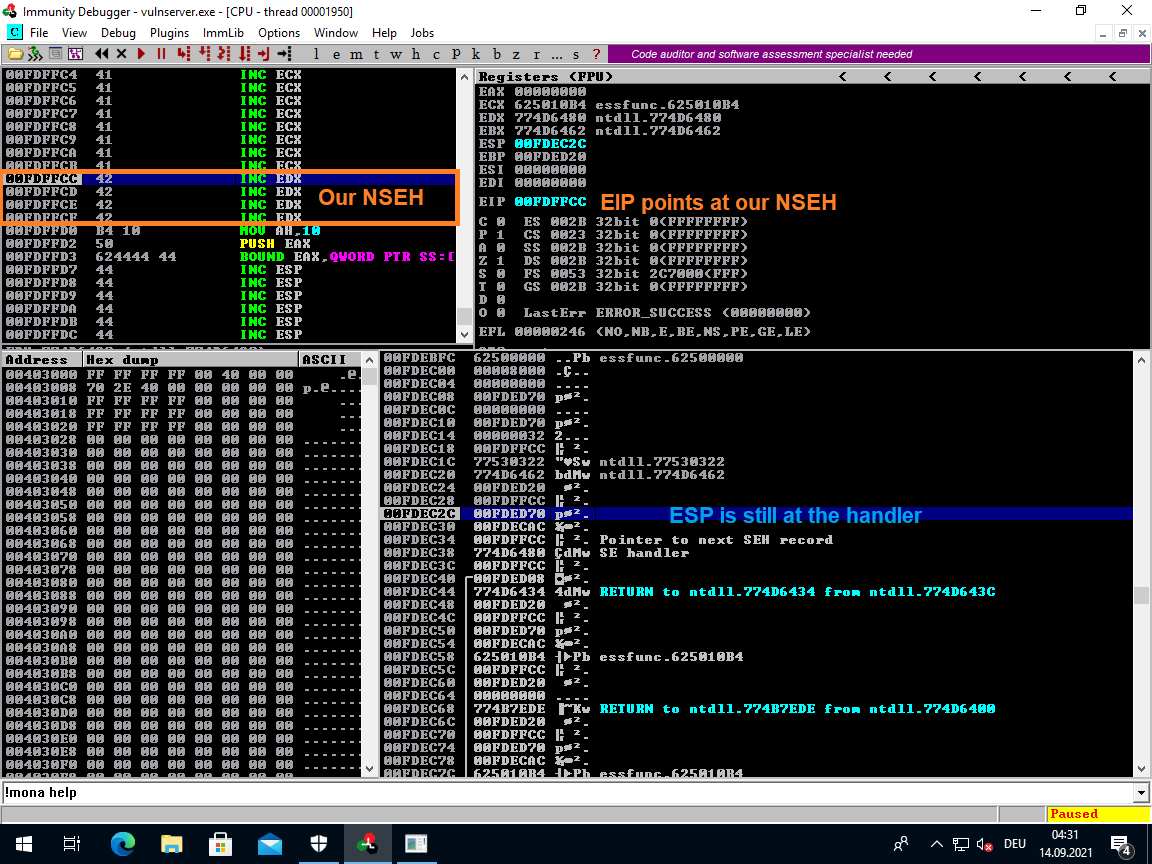 Immunity Debugger - vulnserver.exe - [CPU - thread 00001950]
C File View Debug Plugins ImmLib Options Window Help Jobs
l e m t w h c P k b z r ... s ? Code auditor and software assessment specialist needed
00FDFFC4 41 INC ECX
00FDFFC5 41 INC ECX
00FDFFC6 41 INC ECX
00FDFFC7 41 INC ECX
00FDFFC8 41 INC ECX
00FDFFC9 41 INC ECX
00FDFFCA 41 INC ECX
00FDFFCB 41 INC ECX
00FDFFCC 42 INC EDX
00FDFFCD 42 INC EDX
00FDFFCE 42 INC EDX
00FDFFCF 42 INC EDX
Our NSEH
00FDFFD0 B4 10 MOV AH,10
00FDFFD2 50 PUSH EAX
00FDFFD3 624444 44 BOUND EAX,QWORD PTR SS:[
00FDFFD7 44 INC ESP
00FDFFD8 44 INC ESP
00FDFFD9 44 INC ESP
00FDFFDA 44 INC ESP
00FDFFDB 44 INC ESP
00FDFFDC 44 INC ESP
Registers (FPU) < < < < < < <
EAX 00000000
ECX 625010B4 essfunc.625010B4
EDX 774D6480 ntdll.774D6480
EBX 774D6462 ntdll.774D6462
ESP 00FDEC2C
EBP 00FDED20
ESI 00000000
EDI 00000000
EIP 00FDFFCC
EIP points at our NSEH
C 0 ES 002B 32bit 0(FFFFFFFF)
P 1 CS 0023 32bit 0(FFFFFFFF)
A 0 SS 002B 32bit 0(FFFFFFFF)
Z 1 DS 002B 32bit 0(FFFFFFFF)
S 0 FS 0053 32bit 2C7000(FFF)
T 0 GS 002B 32bit 0(FFFFFFFF)
D 0
O 0 LastErr ERROR_SUCCESS (00000000)
EFL 00000246 (NO,NB,E,BE,NS,PE,GE,LE)
Address Hex dump ASCII
00403000 FF FF FF FF 00 40 00 00 .@.
00403008 70 2E 40 00 00 00 00 00 p.@.....
00403010 FF FF FF FF 00 00 00 00 ...
00403018 FF FF FF FF 00 00 00 00 ...
00403020 FF FF FF FF 00 00 00 00 ...
00403028 00 00 00 00 00 00 00 00 ........
00403030 00 00 00 00 00 00 00 00 ........
00403038 00 00 00 00 00 00 00 00 ........
00403040 00 00 00 00 00 00 00 00 ........
00403048 00 00 00 00 00 00 00 00 ........
00403050 00 00 00 00 00 00 00 00 ........
00403058 00 00 00 00 00 00 00 00 ........
00403060 00 00 00 00 00 00 00 00 ........
00403068 00 00 00 00 00 00 00 00 ........
00403070 00 00 00 00 00 00 00 00 ........
00403078 00 00 00 00 00 00 00 00 ........
00403080 00 00 00 00 00 00 00 00 ........
00403088 00 00 00 00 00 00 00 00 ........
00403090 00 00 00 00 00 00 00 00 ........
00403098 00 00 00 00 00 00 00 00 ........
004030A0 00 00 00 00 00 00 00 00 ........
004030A8 00 00 00 00 00 00 00 00 ........
004030B0 00 00 00 00 00 00 00 00 ........
004030B8 00 00 00 00 00 00 00 00 ........
004030C0 00 00 00 00 00 00 00 00 ........
004030C8 00 00 00 00 00 00 00 00 ........
004030D0 00 00 00 00 00 00 00 00 ........
004030D8 00 00 00 00 00 00 00 00 ........
004030E0 00 00 00 00 00 00 00 00 ........
004030E8 00 00 00 00 00 00 00 00 ........
004030F0 00 00 00 00 00 00 00 00 ........
00FDEBFC 62500000 ..Pb essfunc.62500000
00FDEC00 00008000 .Ç..
00FDEC04 00000000 ....
00FDEC08 00FDED70
00FDEC0C 00000000 ....
00FDEC10 00FDED70
00FDEC14 00000032 2...
00FDEC18 00FDFFCC
00FDEC1C 77530322 "♥Sw ntdll.77530322
00FDEC20 774D6462 bdMw ntdll.774D6462
00FDEC24 00FDED20
00FDEC28 00FDFFCC
00FDEC2C 00FDED70
ESP is still at the handler
00FDEC30 00FDECAC
00FDEC34 00FDFFCC Pointer to next SEH record
00FDEC38 774D6480 ÇdMw SE handler
00FDEC3C 00FDFFCC
00FDEC40 00FDED08
00FDEC44 774D6434 4dMw RETURN to ntdll.774D6434 from ntdll.774D643C
00FDEC48 00FDED20
00FDEC4C 00FDFFCC
00FDEC50 00FDED70
00FDEC54 00FDECAC
00FDEC58 625010B4 ┤►Pb essfunc.625010B4
00FDEC5C 00FDFFCC
00FDEC60 00FDED20
00FDEC64 00000000 ....
00FDEC68 774B7EDE ▐~Kw RETURN to ntdll.774B7EDE from ntdll.774D6400
00FDEC6C 00FDED20
00FDEC70 00FDFFCC
00FDEC74 00FDED70
00FDEC78 00FDECAC
00FDEC7C 625010B4 ┤►Pb essfunc.625010B4
!mona help
Paused
DEU
04:31
14.09.2021
4